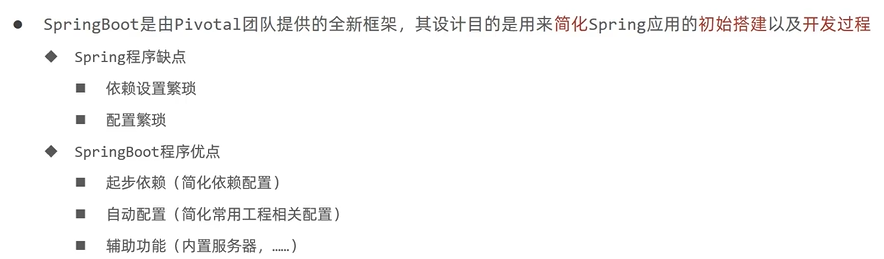 SpringBoot是由Pivotal团队提供的全新框架，其设计目的是用来简化Spring应用的初始搭建以及开发过程
Spring程序缺点
依赖设置繁琐
配置繁琐
SpringBoot程序优点
起步依赖（简化依赖配置）
自动配置（简化常用工程相关配置）
辅助功能（内置服务器，……）